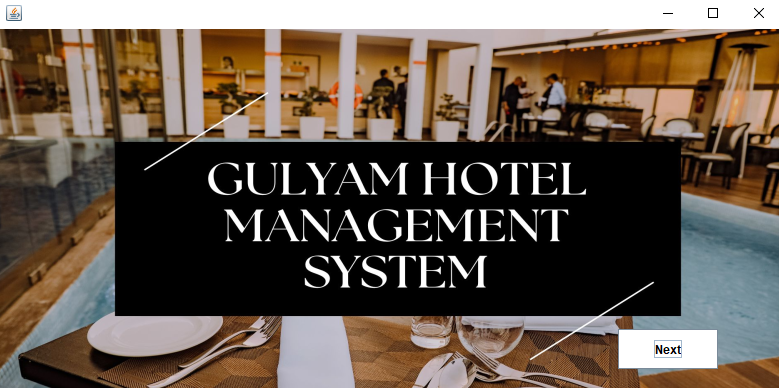 GULYAM HOTEL
MANAGEMENT
SYSTEM
Next